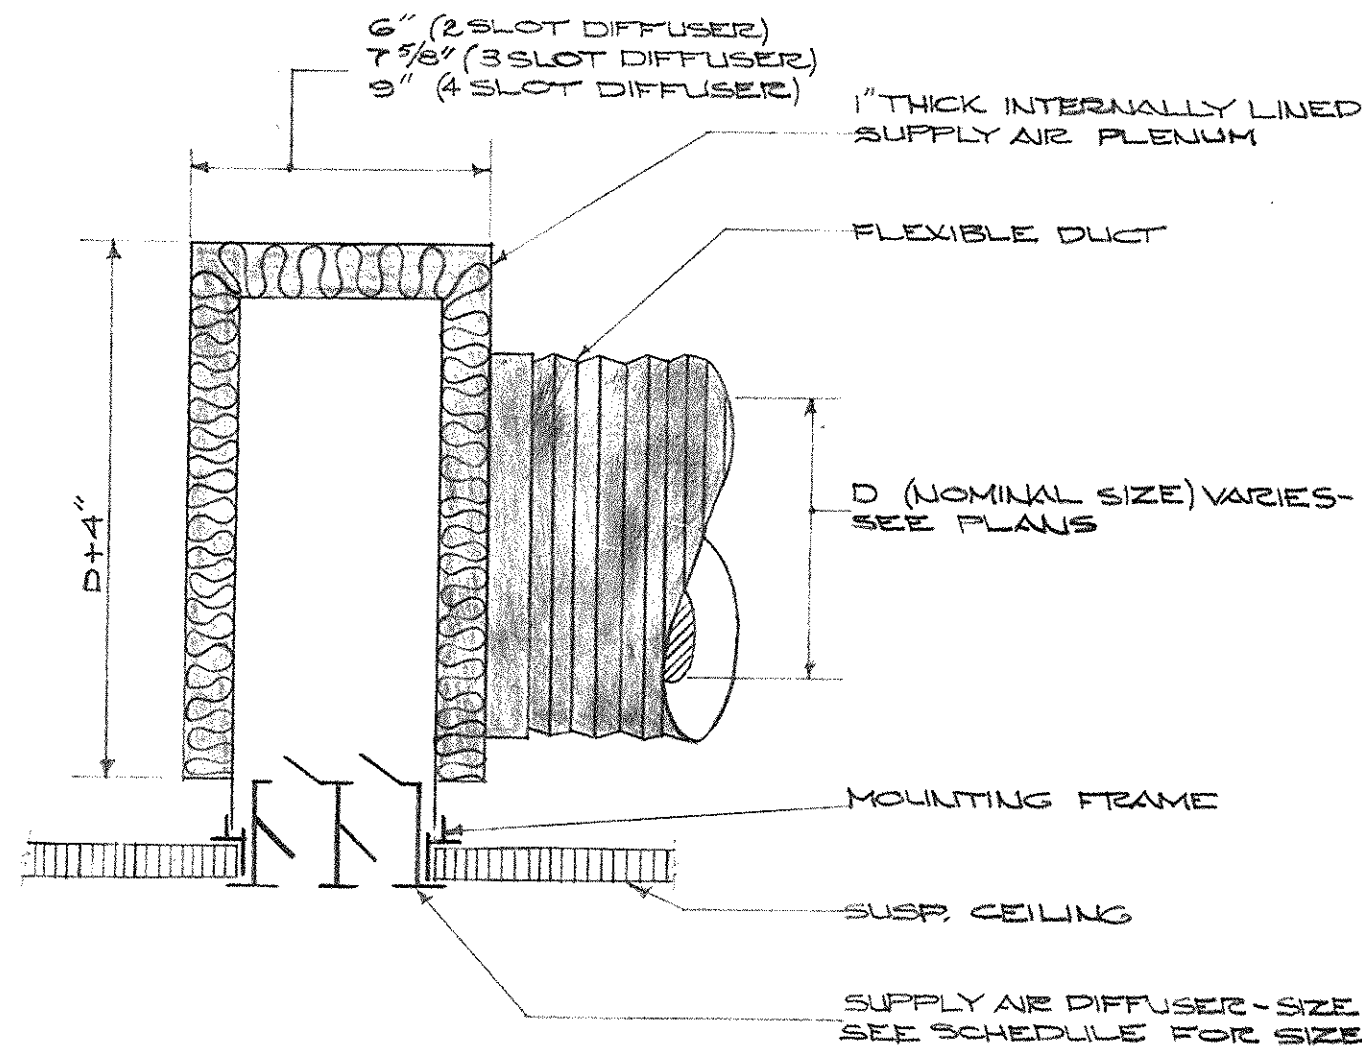 6" (2 SLOT DIFFUSER)
7 5/8" (3 SLOT DIFFUSER)
9" (4 SLOT DIFFUSER)
1" THICK INTERNALLY LINED
SUPPLY AIR PLENUM
FLEXIBLE DUCT
D (NOMINAL SIZE) VARIES-
SEE PLANS
D+4"
MOUNTING FRAME
SUSP. CEILING
SUPPLY AIR DIFFUSER-SIZE
SEE SCHEDULE FOR SIZE